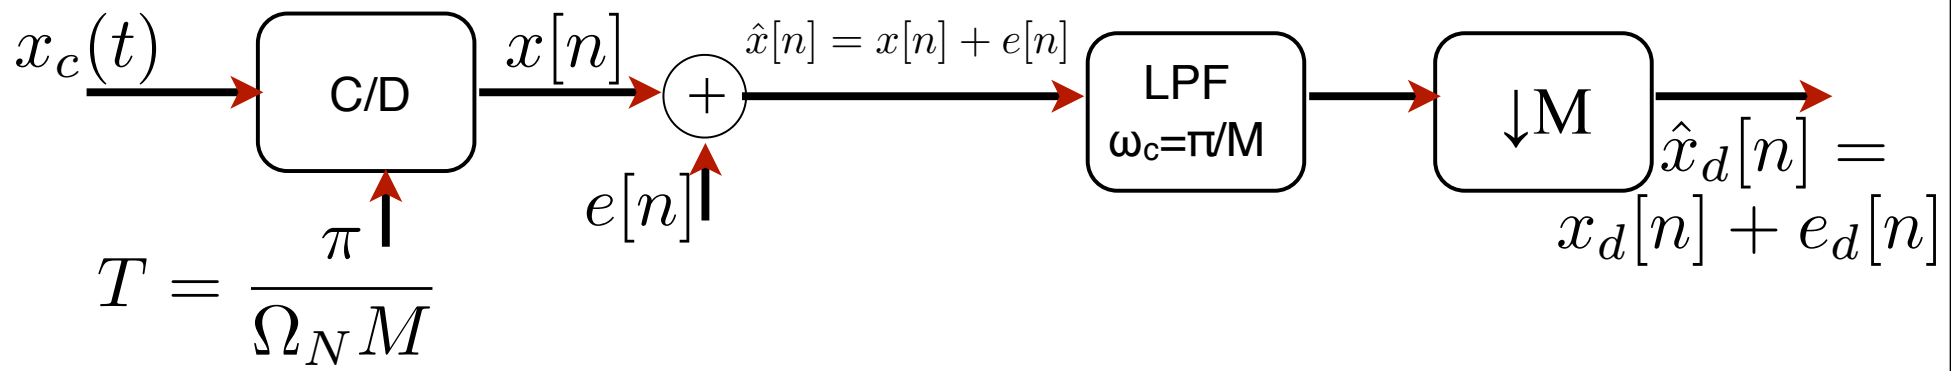 x_c(t)
C/D
x[n]
x̂[n] = x[n] + e[n]
+
LPF
ω_c=π/M
↓M
x̂_d[n] =
x_d[n] + e_d[n]
e[n]
T = π/(Ω_N M)